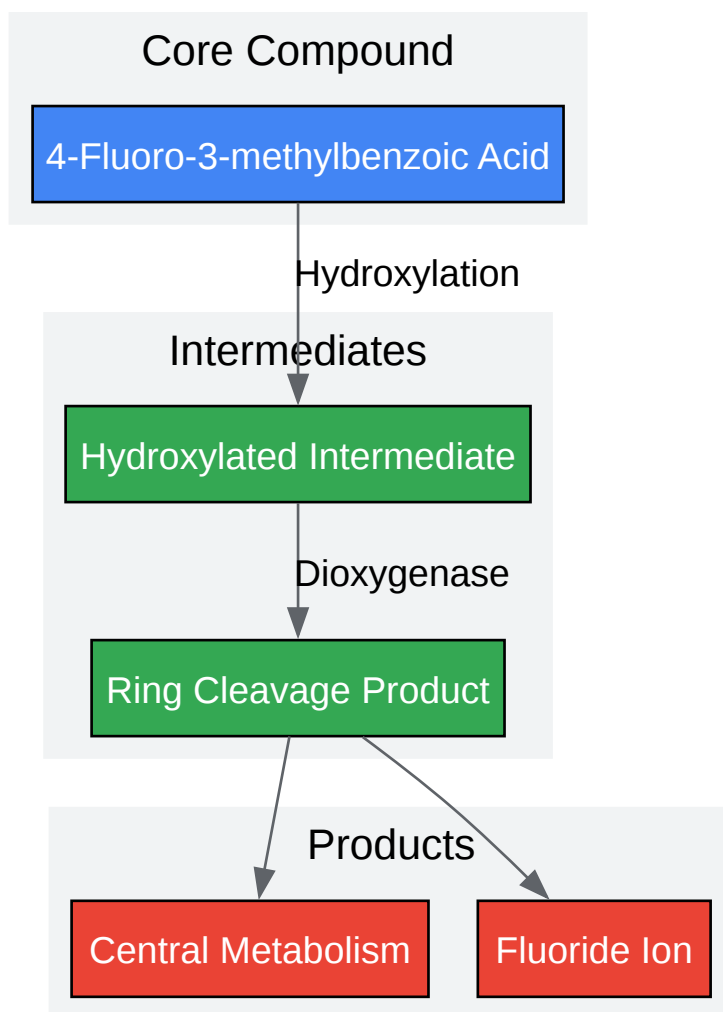 Core Compound
4-Fluoro-3-methylbenzoic Acid
Hydroxylation
Intermediates
Hydroxylated Intermediate
Dioxygenase
Ring Cleavage Product
Products
Central Metabolism
Fluoride Ion